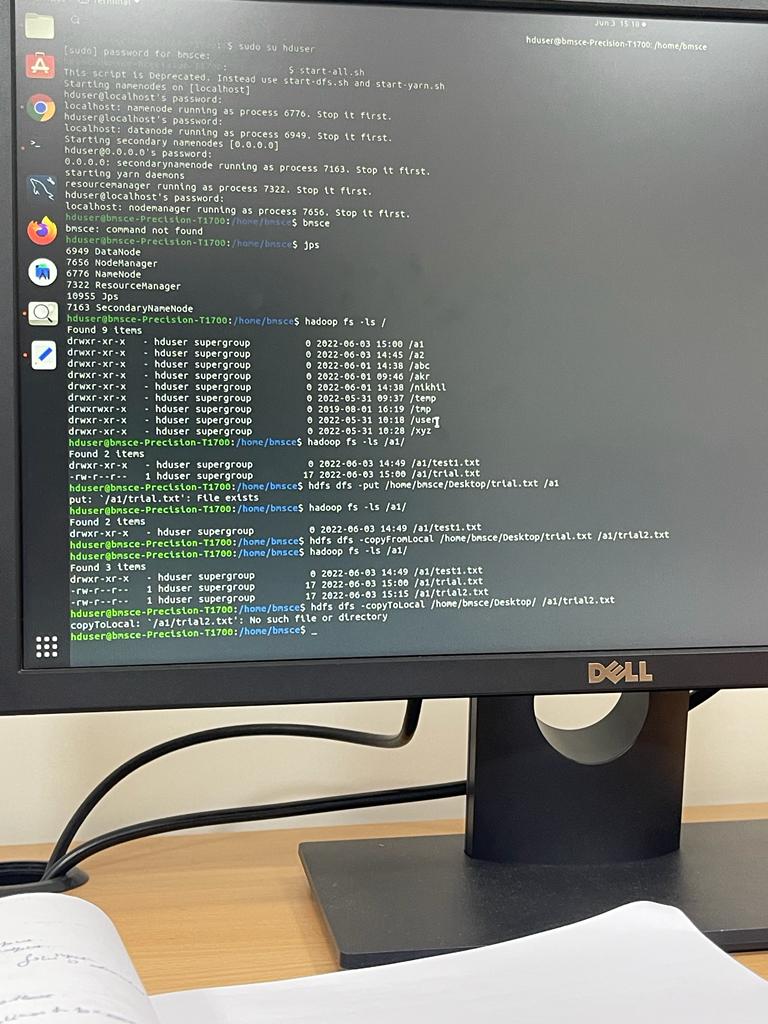 Terminal
Jun 3 15:18
hduser@bmsce-Precision-T1700: /home/bmsce
: $ sudo su hduser
[sudo] password for bmsce:
: $ start-all.sh
This script is Deprecated. Instead use start-dfs.sh and start-yarn.sh
Starting namenodes on [localhost]
hduser@localhost's password:
localhost: namenode running as process 6776. Stop it first.
hduser@localhost's password:
localhost: datanode running as process 6949. Stop it first.
Starting secondary namenodes [0.0.0.0]
hduser@0.0.0.0's password:
0.0.0.0: secondarynamenode running as process 7163. Stop it first.
starting yarn daemons
resourcemanager running as process 7322. Stop it first.
hduser@localhost's password:
localhost: nodemanager running as process 7656. Stop it first.
hduser@bmsce-Precision-T1700:/home/bmsce$ bmsce
bmsce: command not found
hduser@bmsce-Precision-T1700:/home/bmsce$ jps
6949 DataNode
7656 NodeManager
6776 NameNode
7322 ResourceManager
10955 Jps
7163 SecondaryNameNode
hduser@bmsce-Precision-T1700:/home/bmsce$ hadoop fs -ls /
Found 9 items
drwxr-xr-x - hduser supergroup 0 2022-06-03 15:00 /a1
drwxr-xr-x - hduser supergroup 0 2022-06-03 14:45 /a2
drwxr-xr-x - hduser supergroup 0 2022-06-01 14:38 /abc
drwxr-xr-x - hduser supergroup 0 2022-06-01 09:46 /akr
drwxr-xr-x - hduser supergroup 0 2022-06-01 14:38 /nikhil
drwxr-xr-x - hduser supergroup 0 2022-05-31 09:37 /temp
drwxrwxr-x - hduser supergroup 0 2019-08-01 16:19 /tmp
drwxr-xr-x - hduser supergroup 0 2022-05-31 10:18 /user
drwxr-xr-x - hduser supergroup 0 2022-05-31 10:28 /xyz
hduser@bmsce-Precision-T1700:/home/bmsce$ hadoop fs -ls /a1/
Found 2 items
drwxr-xr-x - hduser supergroup 0 2022-06-03 14:49 /a1/test1.txt
-rw-r--r-- 1 hduser supergroup 17 2022-06-03 15:00 /a1/trial.txt
hduser@bmsce-Precision-T1700:/home/bmsce$ hdfs dfs -put /home/bmsce/Desktop/trial.txt /a1
put: `/a1/trial.txt': File exists
hduser@bmsce-Precision-T1700:/home/bmsce$ hadoop fs -ls /a1/
Found 2 items
drwxr-xr-x - hduser supergroup 0 2022-06-03 14:49 /a1/test1.txt
hduser@bmsce-Precision-T1700:/home/bmsce$ hdfs dfs -copyFromLocal /home/bmsce/Desktop/trial.txt /a1/trial2.txt
hduser@bmsce-Precision-T1700:/home/bmsce$ hadoop fs -ls /a1/
Found 3 items
drwxr-xr-x - hduser supergroup 0 2022-06-03 14:49 /a1/test1.txt
-rw-r--r-- 1 hduser supergroup 17 2022-06-03 15:00 /a1/trial.txt
-rw-r--r-- 1 hduser supergroup 17 2022-06-03 15:15 /a1/trial2.txt
hduser@bmsce-Precision-T1700:/home/bmsce$ hdfs dfs -copyToLocal /home/bmsce/Desktop/ /a1/trial2.txt
copyToLocal: `/a1/trial2.txt': No such file or directory
hduser@bmsce-Precision-T1700:/home/bmsce$ _
DELL